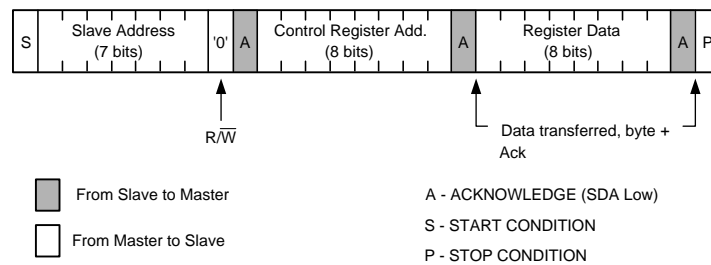 S Slave Address (7 bits) '0' A Control Register Add. (8 bits) A Register Data (8 bits) A P
R/W̅
Data transferred, byte +
Ack
From Slave to Master
From Master to Slave
A - ACKNOWLEDGE (SDA Low)
S - START CONDITION
P - STOP CONDITION